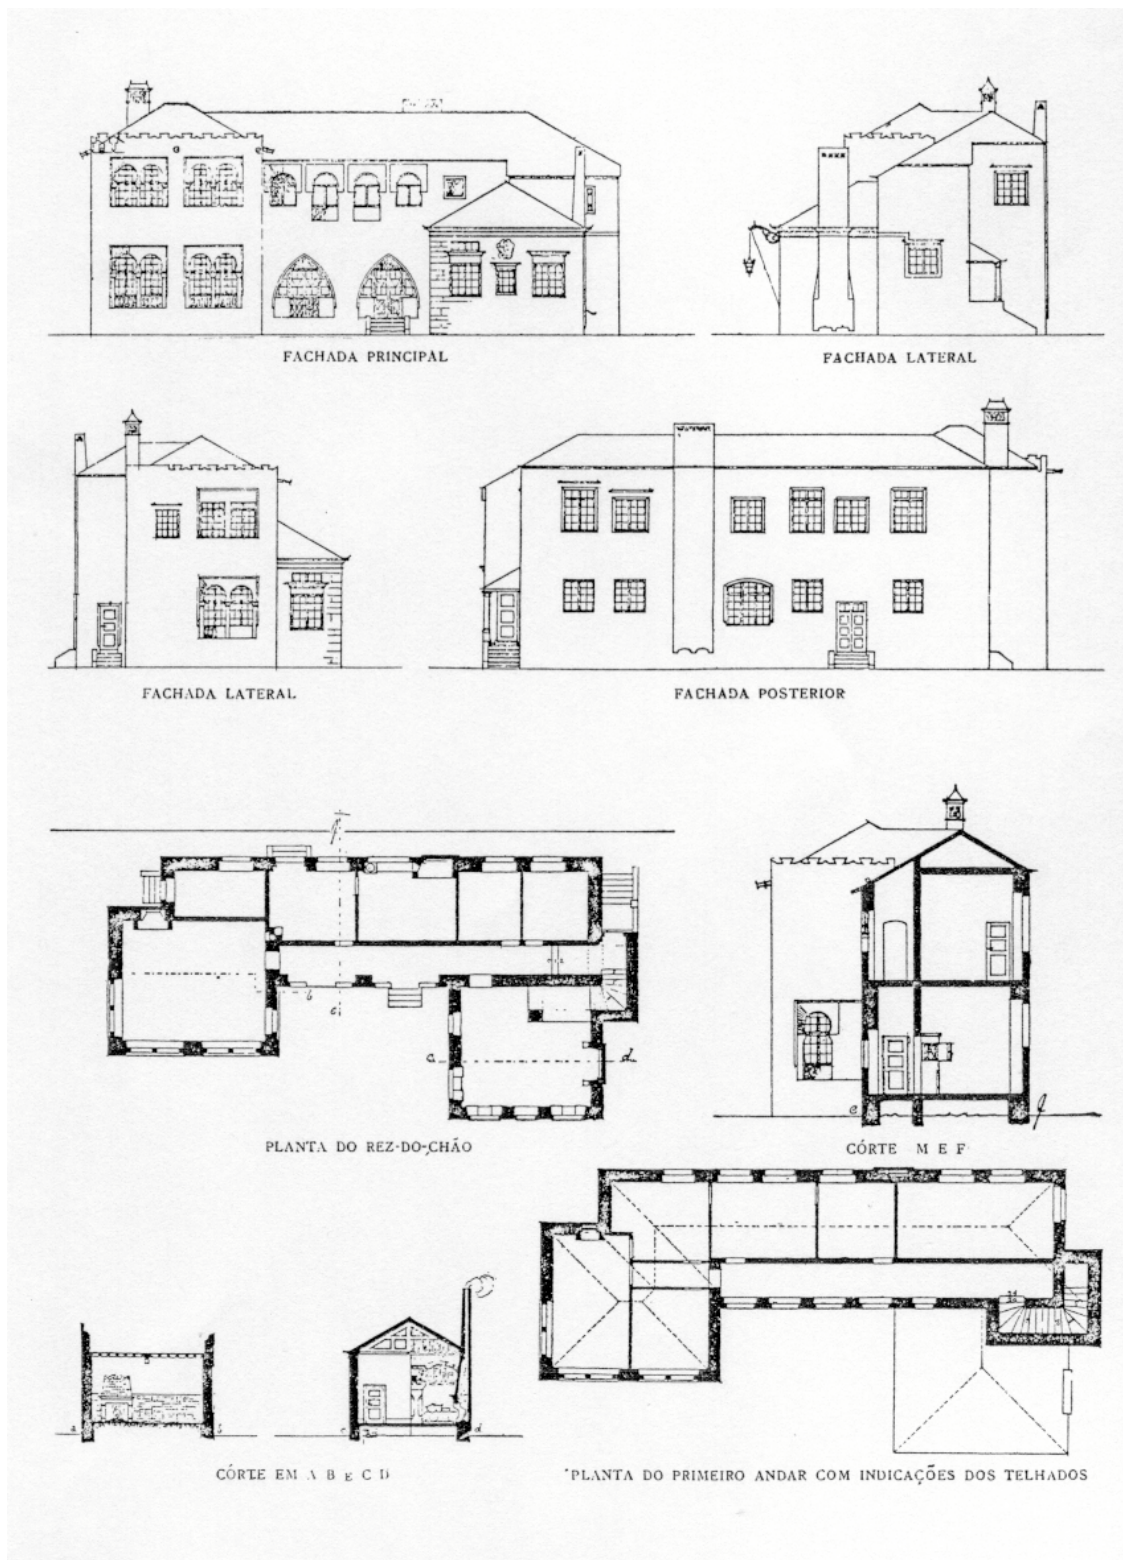 FACHADA PRINCIPAL
FACHADA LATERAL
FACHADA LATERAL
FACHADA POSTERIOR
f
b
e
c
d
PLANTA DO REZ-DO-CHÃO
e
f
CÓRTE M E F
a
b
c
d
CÓRTE EM A B E C D
PLANTA DO PRIMEIRO ANDAR COM INDICAÇÕES DOS TELHADOS